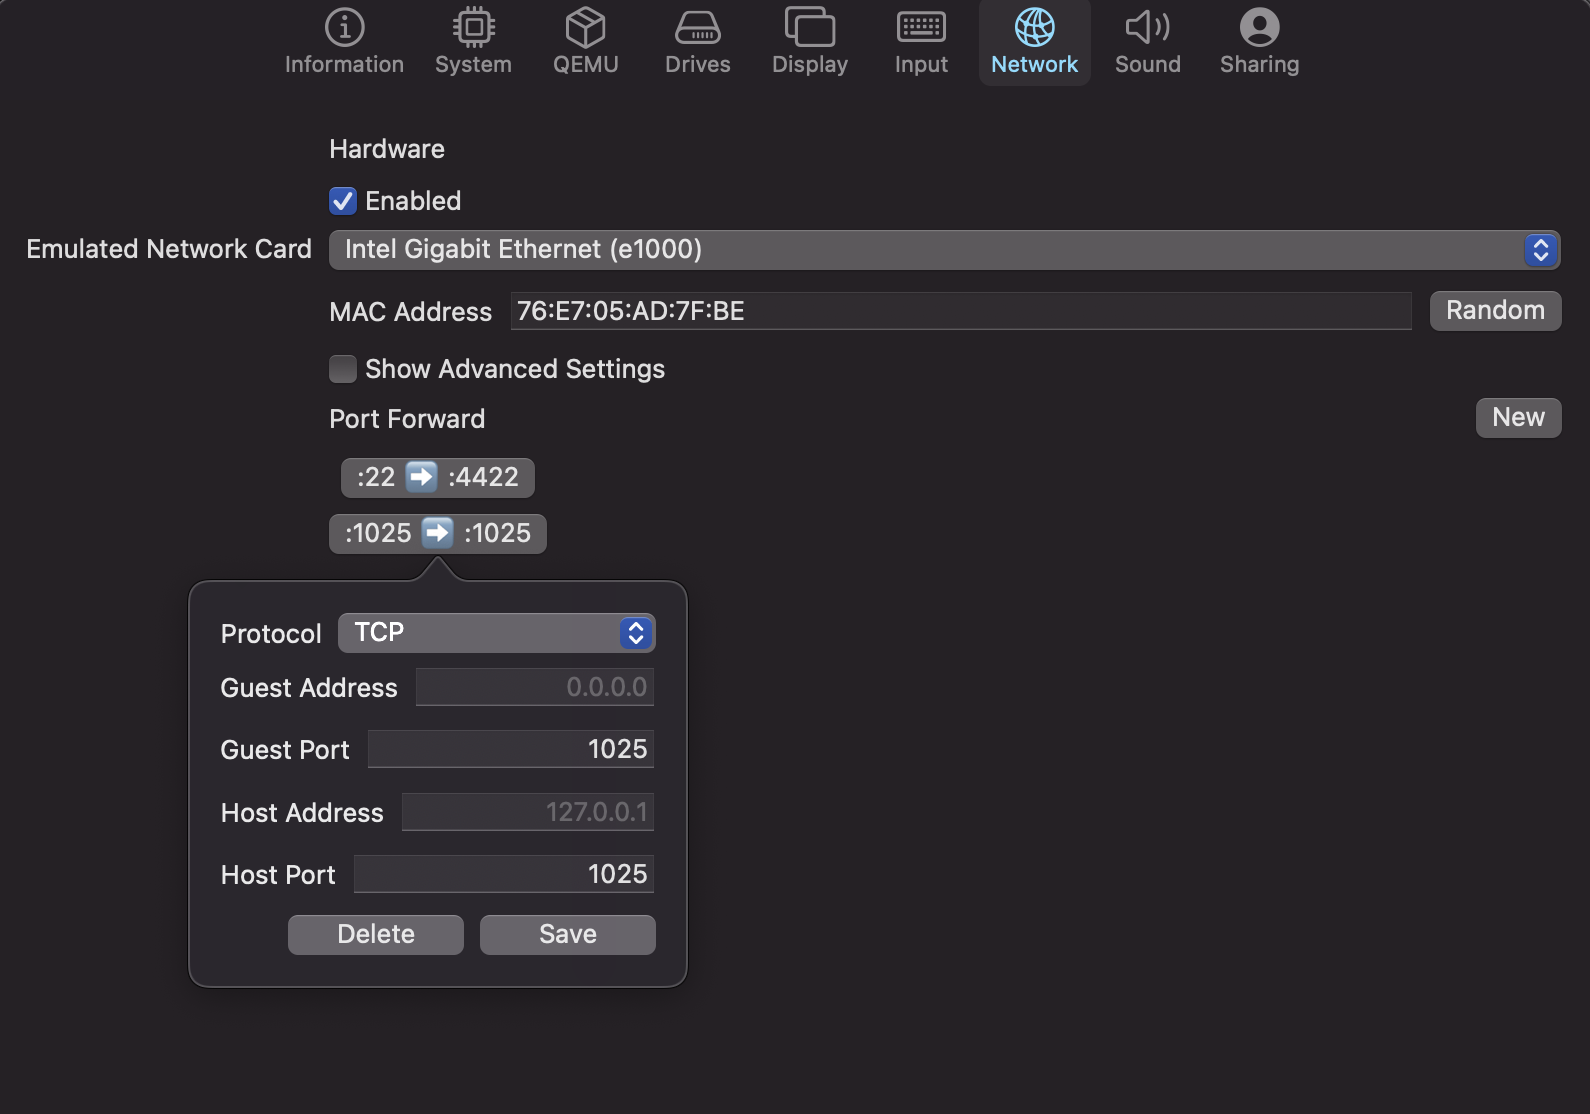 Information System QEMU Drives Display Input Network Sound Sharing
Hardware
Enabled
Emulated Network Card Intel Gigabit Ethernet (e1000)
MAC Address 76:E7:05:AD:7F:BE Random
Show Advanced Settings
Port Forward New
:22 ➡️ :4422
:1025 ➡️ :1025
Protocol TCP
Guest Address 0.0.0.0
Guest Port 1025
Host Address 127.0.0.1
Host Port 1025
Delete Save